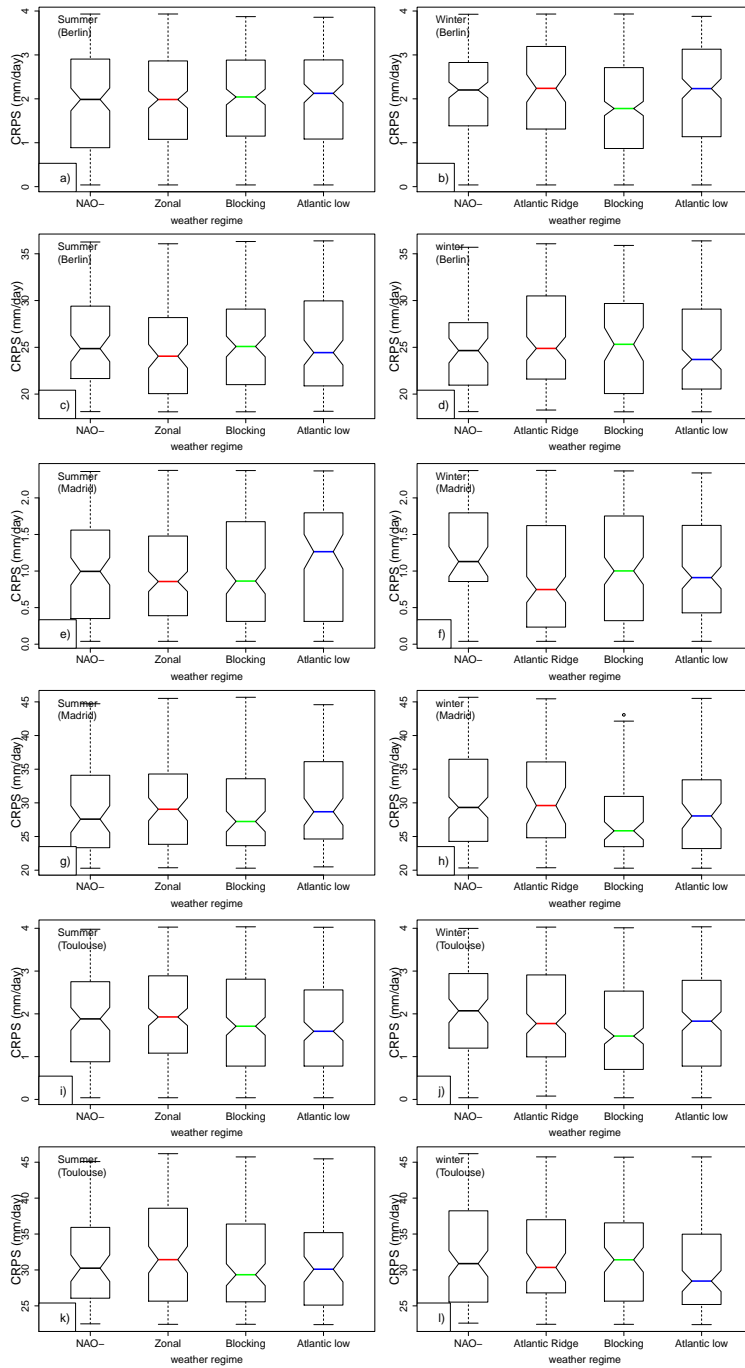 Summer
(Berlin)
CRPS (mm/day)
4
3
2
1
0
a)
NAO− Zonal Blocking Atlantic low
weather regime
Winter
(Berlin)
CRPS (mm/day)
4
3
2
1
0
b)
NAO− Atlantic Ridge Blocking Atlantic low
weather regime
Summer
(Berlin)
CRPS (mm/day)
35
30
25
20
c)
NAO− Zonal Blocking Atlantic low
weather regime
winter
(Berlin)
CRPS (mm/day)
35
30
25
20
d)
NAO− Atlantic Ridge Blocking Atlantic low
weather regime
Summer
(Madrid)
CRPS (mm/day)
2.0
1.5
1.0
0.5
0.0
e)
NAO− Zonal Blocking Atlantic low
weather regime
Winter
(Madrid)
CRPS (mm/day)
2.0
1.5
1.0
0.5
0.0
f)
NAO− Atlantic Ridge Blocking Atlantic low
weather regime
Summer
(Madrid)
CRPS (mm/day)
45
40
35
30
25
20
g)
NAO− Zonal Blocking Atlantic low
weather regime
winter
(Madrid)
CRPS (mm/day)
45
40
35
30
25
20
h)
NAO− Atlantic Ridge Blocking Atlantic low
weather regime
Summer
(Toulouse)
CRPS (mm/day)
4
3
2
1
0
i)
NAO− Zonal Blocking Atlantic low
weather regime
Winter
(Toulouse)
CRPS (mm/day)
4
3
2
1
0
j)
NAO− Atlantic Ridge Blocking Atlantic low
weather regime
Summer
(Toulouse)
CRPS (mm/day)
45
40
35
30
25
k)
NAO− Zonal Blocking Atlantic low
weather regime
winter
(Toulouse)
CRPS (mm/day)
45
40
35
30
25
l)
NAO− Atlantic Ridge Blocking Atlantic low
weather regime